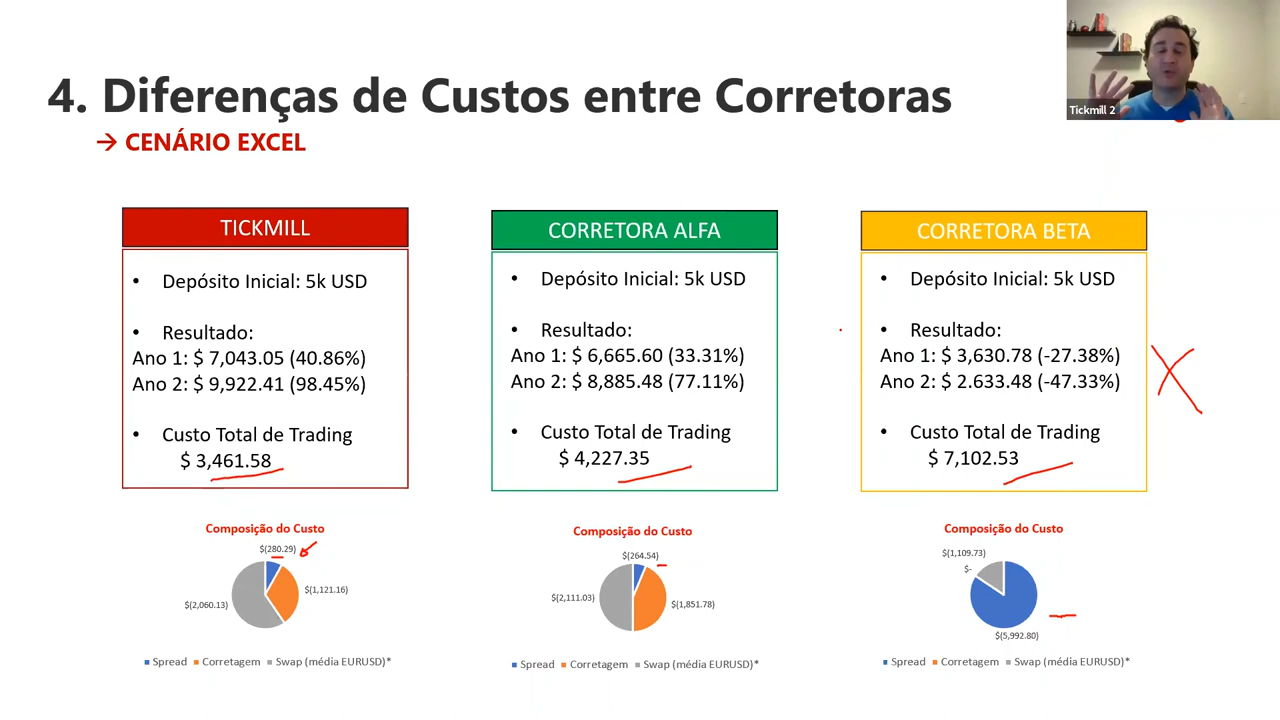 4. Diferenças de Custos entre Corretoras
→ CENÁRIO EXCEL
Tickmill 2
TICKMILL
• Depósito Inicial: 5k USD
• Resultado:
Ano 1: $ 7,043.05 (40.86%)
Ano 2: $ 9,922.41 (98.45%)
• Custo Total de Trading
$ 3,461.58
Composição do Custo
$(280.29)
$(1,121.16)
$(2,060.13)
Spread Corretagem Swap (média EURUSD)*
CORRETORA ALFA
• Depósito Inicial: 5k USD
• Resultado:
Ano 1: $ 6,665.60 (33.31%)
Ano 2: $ 8,885.48 (77.11%)
• Custo Total de Trading
$ 4,227.35
Composição do Custo
$(264.54)
$(2,111.03)
$(1,851.78)
Spread Corretagem Swap (média EURUSD)*
CORRETORA BETA
• Depósito Inicial: 5k USD
• Resultado:
Ano 1: $ 3,630.78 (-27.38%)
Ano 2: $ 2.633.48 (-47.33%)
• Custo Total de Trading
$ 7,102.53
Composição do Custo
$(1,109.73)
$-
$(5,992.80)
Spread Corretagem Swap (média EURUSD)*